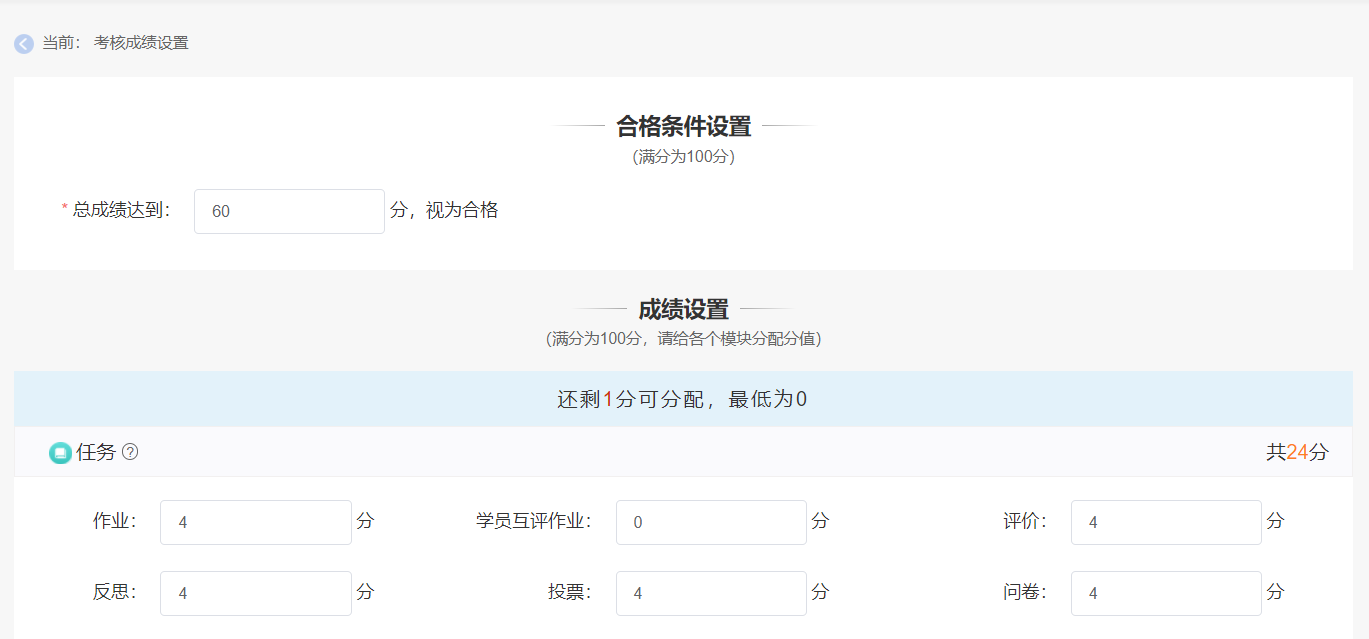 当前： 考核成绩设置
合格条件设置
(满分为100分)
* 总成绩达到： 60 分，视为合格
成绩设置
(满分为100分，请给各个模块分配分值)
还剩1分可分配，最低为0
任务 ? 共24分
作业： 4 分 学员互评作业： 0 分 评价： 4 分
反思： 4 分 投票： 4 分 问卷： 4 分